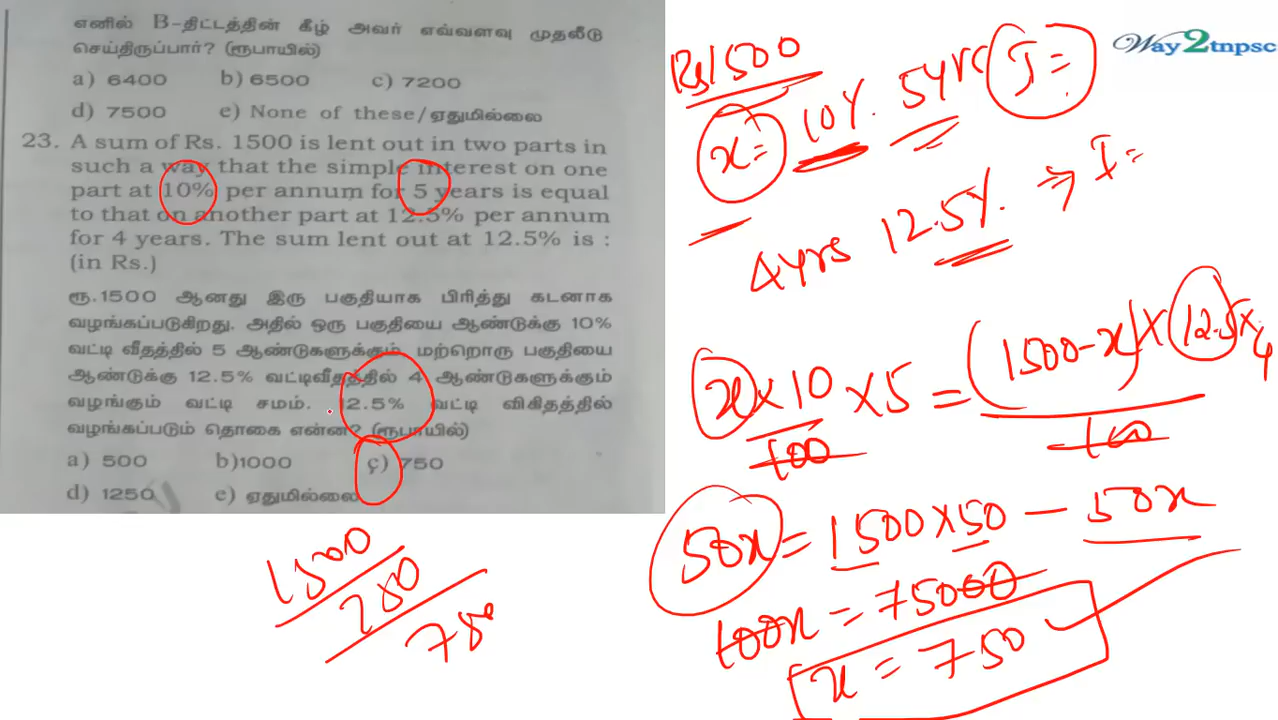 எனில் B-திட்டத்தின் கீழ் அவர் எவ்வளவு முதலீடு
செய்திருப்பார்? (ரூபாயில்)
a) 6400 b) 6500 c) 7200
d) 7500 e) None of these/ஏதுமில்லை
23. A sum of Rs. 1500 is lent out in two parts in
such a way that the simple interest on one
part at 10% per annum for 5 years is equal
to that on another part at 12.5% per annum
for 4 years. The sum lent out at 12.5% is :
(in Rs.)
ரூ.1500 ஆனது இரு பகுதியாக பிரித்து கடனாக
வழங்கப்படுகிறது. அதில் ஒரு பகுதியை ஆண்டுக்கு 10%
வட்டி வீதத்தில் 5 ஆண்டுகளுக்கும் மற்றொரு பகுதியை
ஆண்டுக்கு 12.5% வட்டிவீதத்தில் 4 ஆண்டுகளுக்கும்
வழங்கும் வட்டி சமம். 12.5% வட்டி விகிதத்தில்
வழங்கப்படும் தொகை என்ன? (ரூபாயில்)
a) 500 b)1000 c) 750
d) 1250 e) ஏதுமில்லை
1500
750
Way2tnpsc
Rs1500
x= 10%. 5yrs I=
4yrs 12.5%. ⇒ I=
x×10×5 = (1500-x)×12.5×4
100 100
50x = 1500×50 - 50x
100x = 75000
x = 750